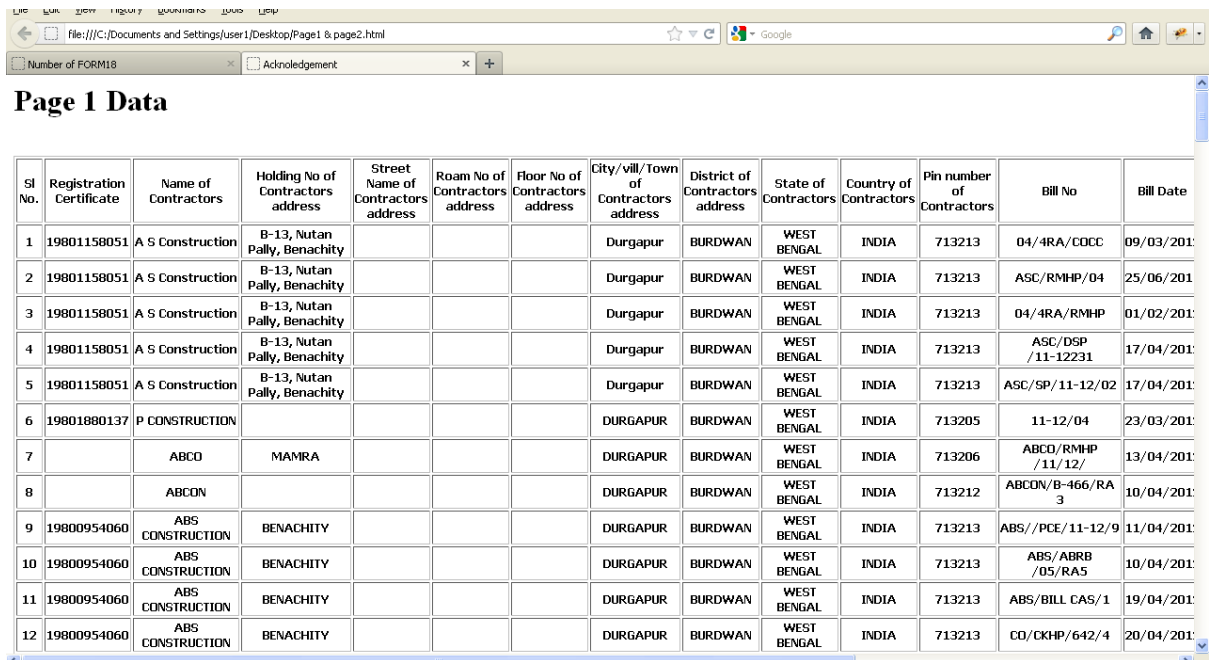 File Edit View History Bookmarks Tools Help
file:///C:/Documents and Settings/user1/Desktop/Page1 & page2.html
Google
Number of FORM18
Acknoledgement
Page 1 Data
Sl No. Registration Certificate Name of Contractors Holding No of Contractors address Street Name of Contractors address Roam No of Contractors address Floor No of Contractors address City/vill/Town of Contractors address District of Contractors address State of Contractors Country of Contractors Pin number of Contractors Bill No Bill Date
1 19801158051 A S Construction B-13, Nutan Pally, Benachity Durgapur BURDWAN WEST BENGAL INDIA 713213 04/4RA/COCC 09/03/201
2 19801158051 A S Construction B-13, Nutan Pally, Benachity Durgapur BURDWAN WEST BENGAL INDIA 713213 ASC/RMHP/04 25/06/201
3 19801158051 A S Construction B-13, Nutan Pally, Benachity Durgapur BURDWAN WEST BENGAL INDIA 713213 04/4RA/RMHP 01/02/201
4 19801158051 A S Construction B-13, Nutan Pally, Benachity Durgapur BURDWAN WEST BENGAL INDIA 713213 ASC/DSP /11-12231 17/04/201
5 19801158051 A S Construction B-13, Nutan Pally, Benachity Durgapur BURDWAN WEST BENGAL INDIA 713213 ASC/SP/11-12/02 17/04/201
6 19801880137 P CONSTRUCTION DURGAPUR BURDWAN WEST BENGAL INDIA 713205 11-12/04 23/03/201
7 ABCO MAMRA DURGAPUR BURDWAN WEST BENGAL INDIA 713206 ABCO/RMHP /11/12/ 13/04/201
8 ABCON DURGAPUR BURDWAN WEST BENGAL INDIA 713212 ABCON/B-466/RA 3 10/04/201
9 19800954060 ABS CONSTRUCTION BENACHITY DURGAPUR BURDWAN WEST BENGAL INDIA 713213 ABS//PCE/11-12/9 11/04/201
10 19800954060 ABS CONSTRUCTION BENACHITY DURGAPUR BURDWAN WEST BENGAL INDIA 713213 ABS/ABRB /05/RA5 10/04/201
11 19800954060 ABS CONSTRUCTION BENACHITY DURGAPUR BURDWAN WEST BENGAL INDIA 713213 ABS/BILL CAS/1 19/04/201
12 19800954060 ABS CONSTRUCTION BENACHITY DURGAPUR BURDWAN WEST BENGAL INDIA 713213 CO/CKHP/642/4 20/04/201